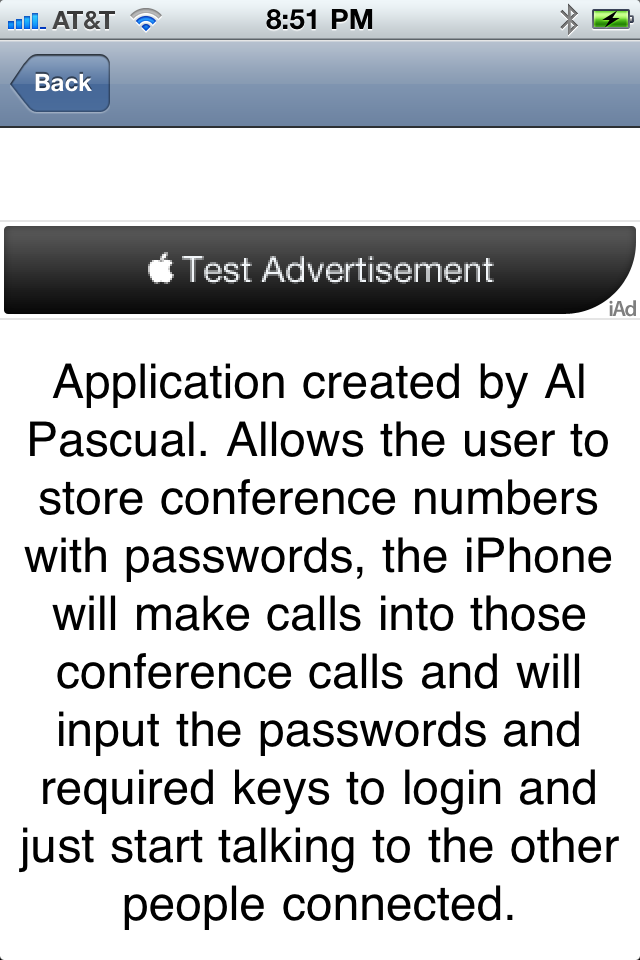 AT&T 8:51 PM
Back
Test Advertisement
iAd
Application created by Al
Pascual. Allows the user to
store conference numbers
with passwords, the iPhone
will make calls into those
conference calls and will
input the passwords and
required keys to login and
just start talking to the other
people connected.